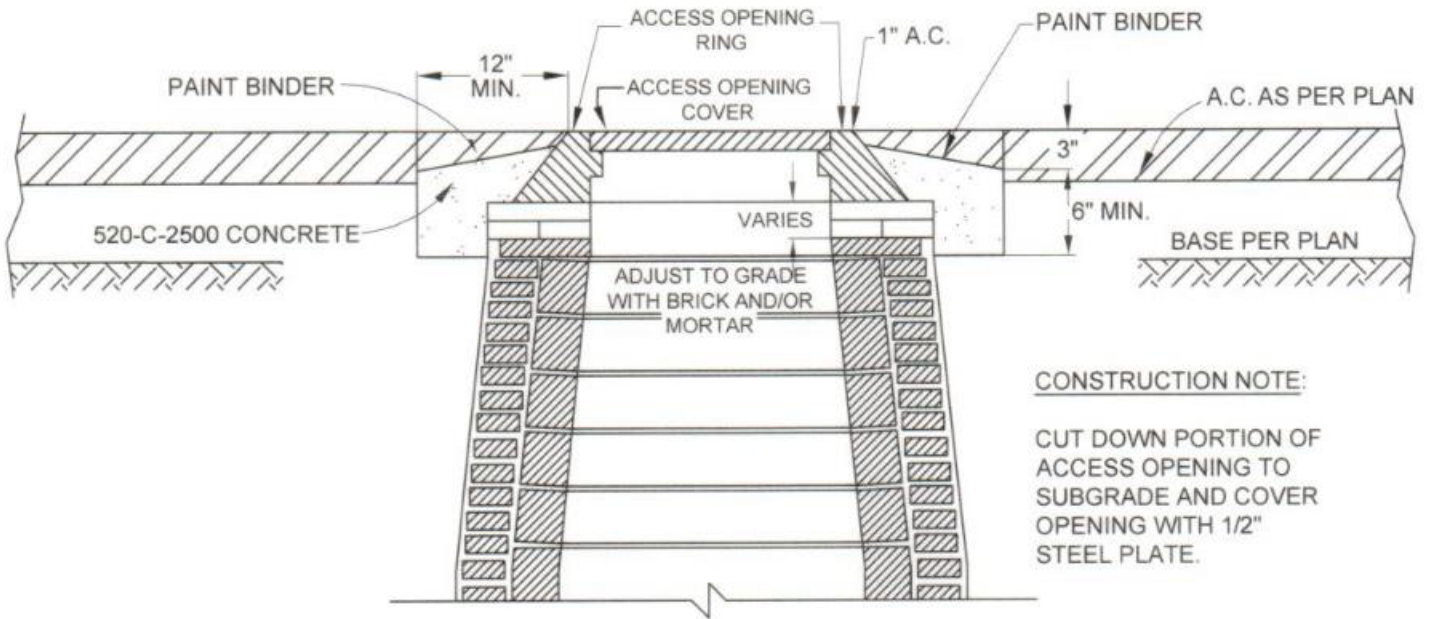 ACCESS OPENING
RING
1" A.C.
PAINT BINDER
12"
MIN.
PAINT BINDER
ACCESS OPENING
COVER
A.C. AS PER PLAN
3"
520-C-2500 CONCRETE
VARIES
6" MIN.
BASE PER PLAN
ADJUST TO GRADE
WITH BRICK AND/OR
MORTAR
CONSTRUCTION NOTE:
CUT DOWN PORTION OF
ACCESS OPENING TO
SUBGRADE AND COVER
OPENING WITH 1/2"
STEEL PLATE.